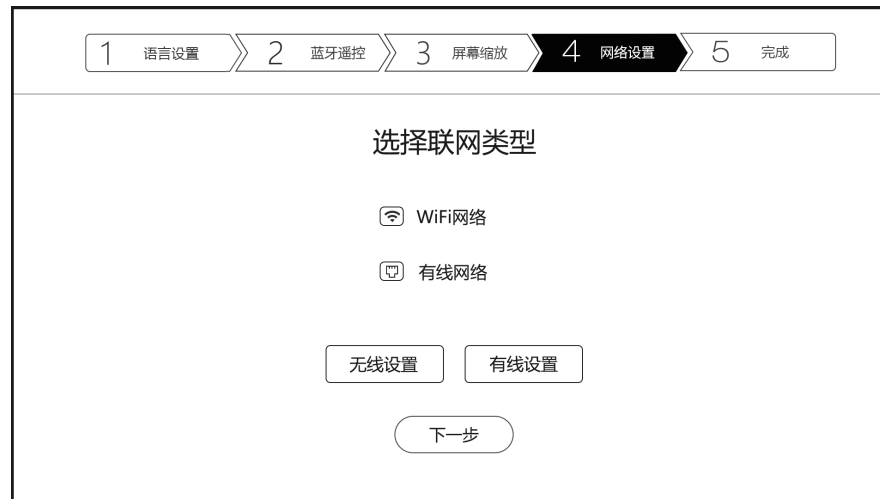 1 语言设置 2 蓝牙遥控 3 屏幕缩放 4 网络设置 5 完成
选择联网类型
WiFi网络
有线网络
无线设置 有线设置
下一步